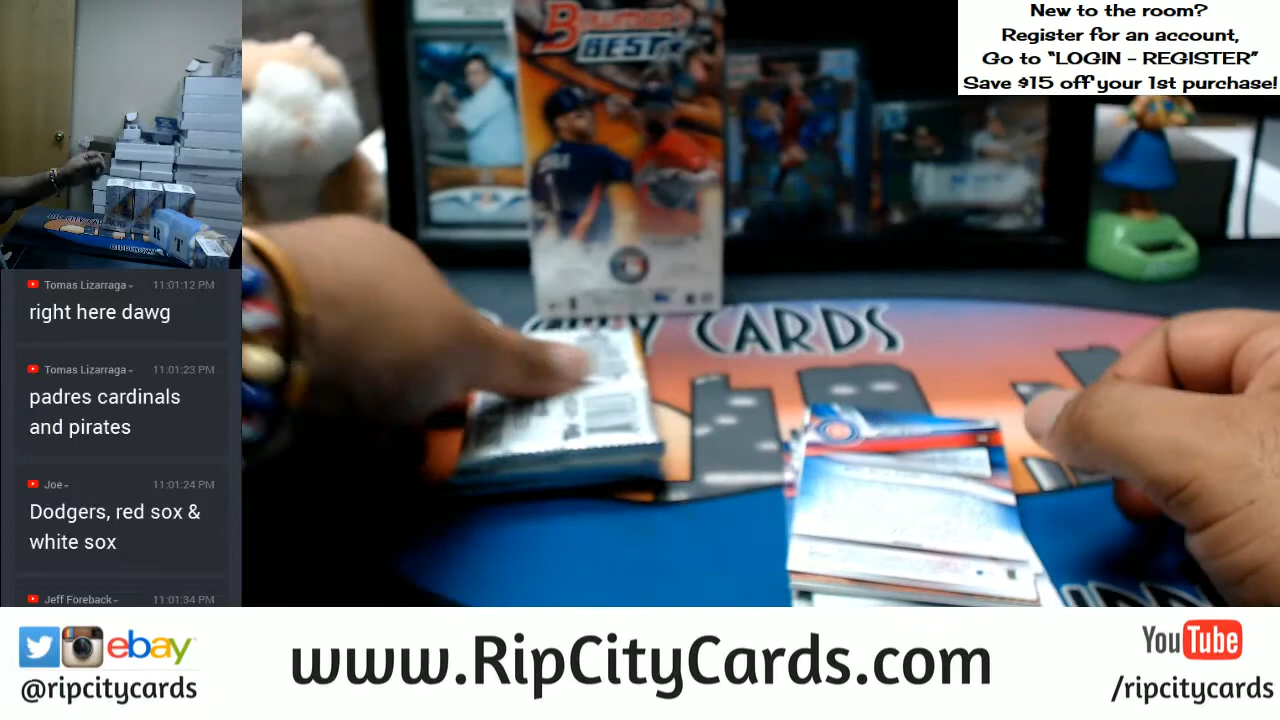 New to the room?
Register for an account,
Go to “LOGIN - REGISTER”
Save $15 off your 1st purchase!
Bowman's
BEST
CITY CARDS
R T
Tomas Lizarraga 11:01:12 PM
right here dawg
Tomas Lizarraga 11:01:23 PM
padres cardinals
and pirates
Joe 11:01:24 PM
Dodgers, red sox &
white sox
Jeff Foreback 11:01:34 PM
ebay
@ripcitycards
www.RipCityCards.com
YouTube
/ripcitycards